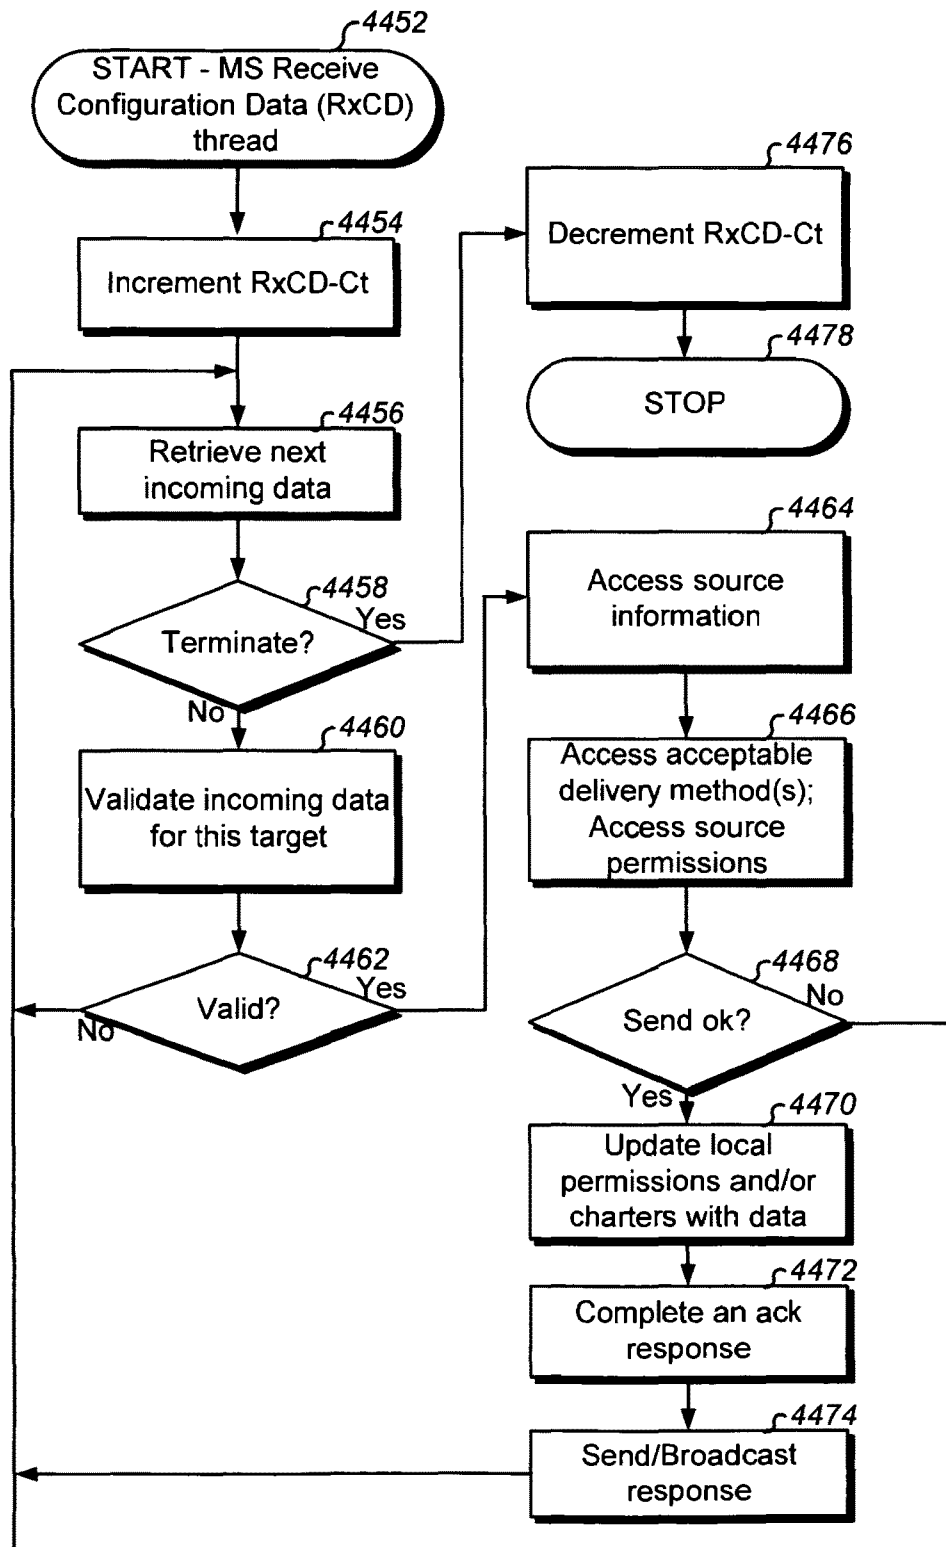 4452
START - MS Receive
Configuration Data (RxCD)
thread
4454
Increment RxCD-Ct
4456
Retrieve next
incoming data
4458
Terminate?
Yes
No
4460
Validate incoming data
for this target
4462
Valid?
Yes
No
4476
Decrement RxCD-Ct
4478
STOP
4464
Access source
information
4466
Access acceptable
delivery method(s);
Access source
permissions
4468
Send ok?
No
Yes
4470
Update local
permissions and/or
charters with data
4472
Complete an ack
response
4474
Send/Broadcast
response